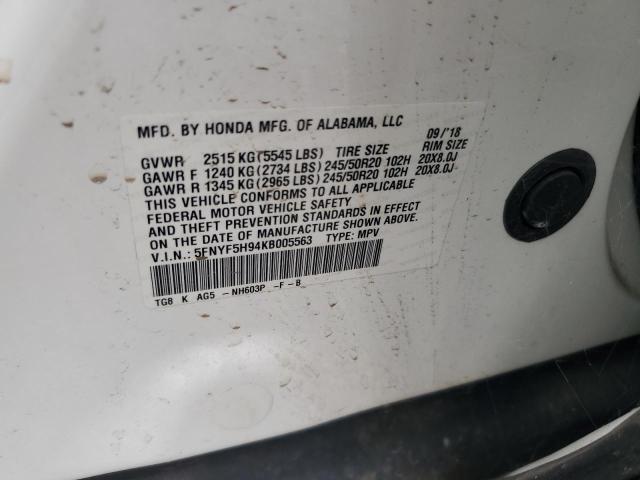 MFD. BY HONDA MFG. OF ALABAMA, LLC 09/'18
GVWR 2515 KG (5545 LBS) TIRE SIZE RIM SIZE
GAWR F 1240 KG (2734 LBS) 245/50R20 102H 20X8.0J
GAWR R 1345 KG (2965 LBS) 245/50R20 102H 20X8.0J
THIS VEHICLE CONFORMS TO ALL APPLICABLE
FEDERAL MOTOR VEHICLE SAFETY, BUMPER,
AND THEFT PREVENTION STANDARDS IN EFFECT
ON THE DATE OF MANUFACTURE SHOWN ABOVE.
V.I.N.: 5FNYF5H94KB005563 TYPE: MPV
TG8 K AG5 -NH603P -F-B